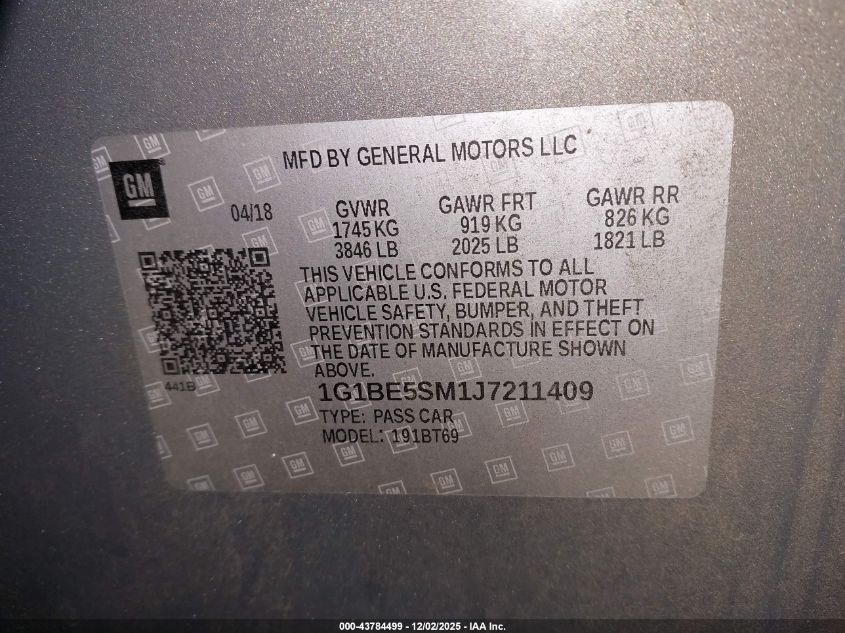 MFD BY GENERAL MOTORS LLC
GM
04/18
GVWR
1745 KG
3846 LB
GAWR FRT
919 KG
2025 LB
GAWR RR
826 KG
1821 LB
THIS VEHICLE CONFORMS TO ALL
APPLICABLE U.S. FEDERAL MOTOR
VEHICLE SAFETY, BUMPER, AND THEFT
PREVENTION STANDARDS IN EFFECT ON
THE DATE OF MANUFACTURE SHOWN
ABOVE.
441B
1G1BE5SM1J7211409
TYPE: PASS CAR
MODEL: 191BT69
000-43784499 - 12/02/2025 - IAA Inc.